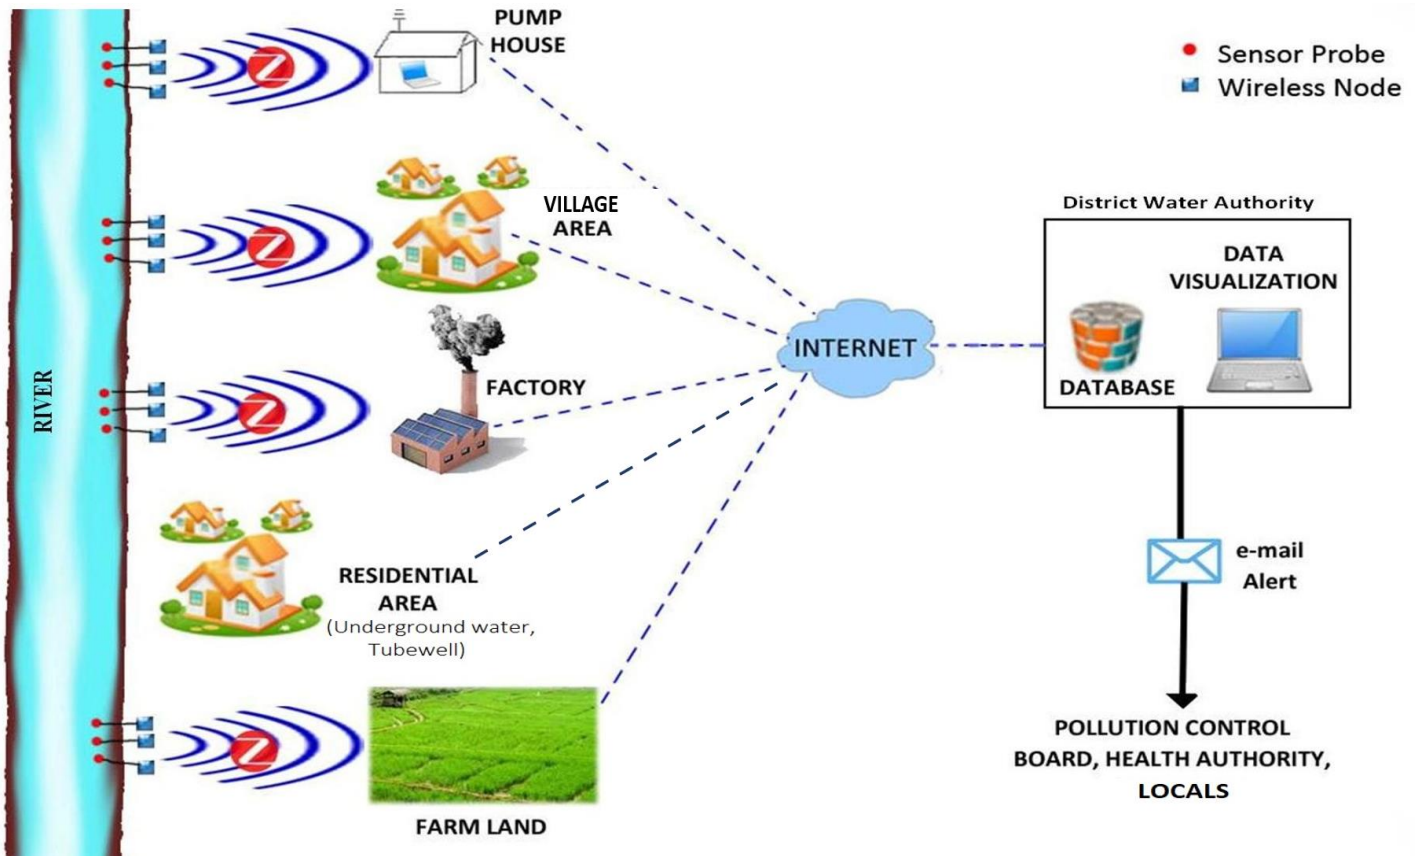 PUMP
HOUSE
Sensor Probe
Wireless Node
VILLAGE
AREA
District Water Authority
DATA
VISUALIZATION
INTERNET
DATABASE
FACTORY
RIVER
e-mail
Alert
RESIDENTIAL
AREA
(Underground water,
Tubewell)
POLLUTION CONTROL
BOARD, HEALTH AUTHORITY,
LOCALS
FARM LAND
Z
Z
Z
Z